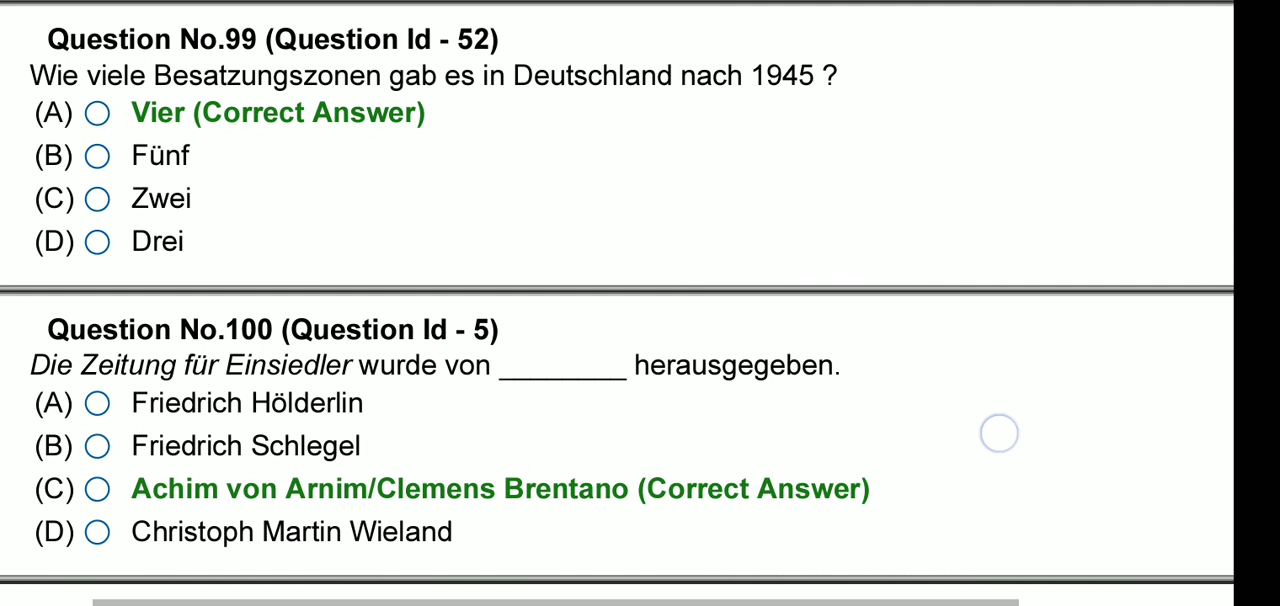 Question No.99 (Question Id - 52)
Wie viele Besatzungszonen gab es in Deutschland nach 1945 ?
(A) Vier (Correct Answer)
(B) Fünf
(C) Zwei
(D) Drei
Question No.100 (Question Id - 5)
Die Zeitung für Einsiedler wurde von ________ herausgegeben.
(A) Friedrich Hölderlin
(B) Friedrich Schlegel
(C) Achim von Arnim/Clemens Brentano (Correct Answer)
(D) Christoph Martin Wieland